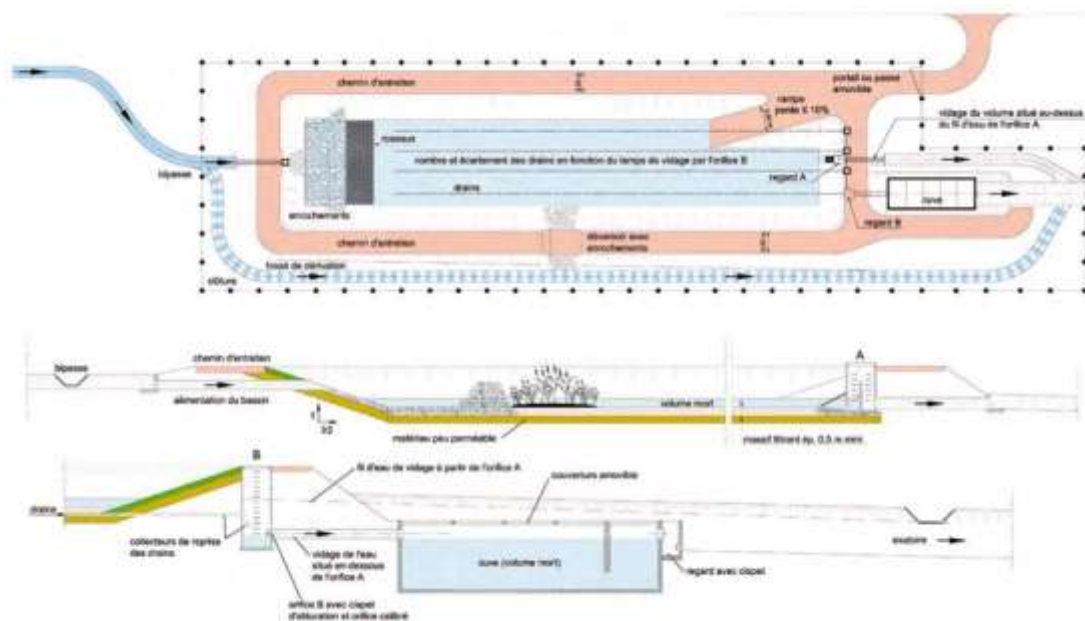 portail ou passe
amovible
chemin d'entretien
rampe
pente ≤ 10%
vidage du volume situé au-dessus
du fil d'eau de l'orifice A
roseaux
nombre et écartement des drains en fonction du temps de vidage par l'orifice B
bipasse
regard A
drains
cuve
enrochements
regard B
déversoir avec
enrochements
chemin d'entretien
fossé de dérivation
clôture
bipasse
chemin d'entretien
A
alimentation du bassin
volume mort
matériau peu perméable
massif filtrant ép. 0,5 m mini
B
fil d'eau de vidage à partir de l'orifice A
couverture amovible
drains
collecteurs de reprise
des drains
vidage de l'eau
situé en dessous
de l'orifice A
cuve (volume mort)
exutoire
regard avec clapet
orifice B avec clapet
d'obturation et orifice calibré